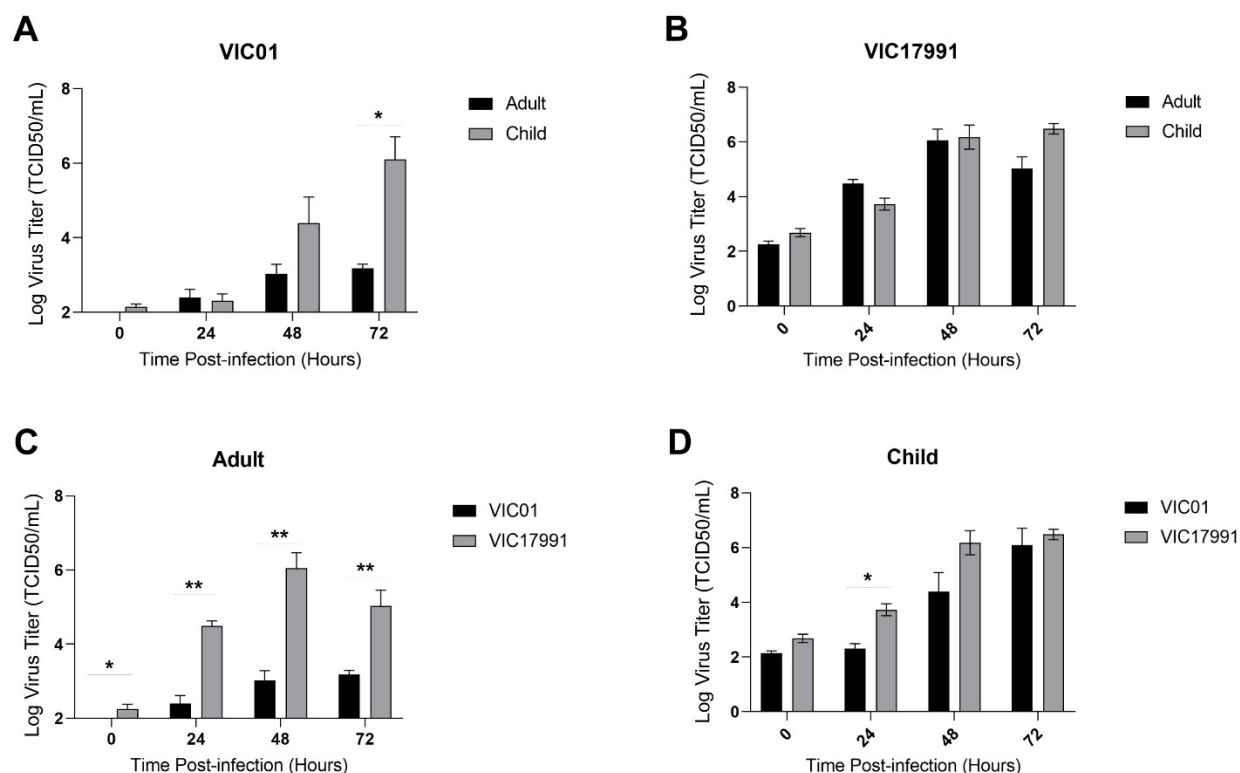 A
VIC01
Log Virus Titer (TCID50/mL)
8
6
4
2
*
0
24
48
72
Time Post-infection (Hours)
Adult
Child
B
VIC17991
Log Virus Titer (TCID50/mL)
8
6
4
2
0
0
24
48
72
Time Post-infection (Hours)
Adult
Child
C
Adult
Log Virus Titer (TCID50/mL)
8
6
4
2
*
**
**
**
0
24
48
72
Time Post-infection (Hours)
VIC01
VIC17991
D
Child
Log Virus Titer (TCID50/mL)
8
6
4
2
0
*
0
24
48
72
Time Post-infection (Hours)
VIC01
VIC17991